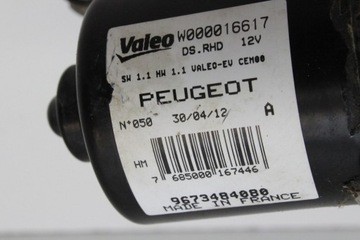 Valeo W000016617
DS.RHD 12V
SW 1.1 HW 1.1 VALEO-EV CEM00
PEUGEOT
N°050 30/04/12 A
HM
7 685000 167446
9673484080
MADE IN FRANCE